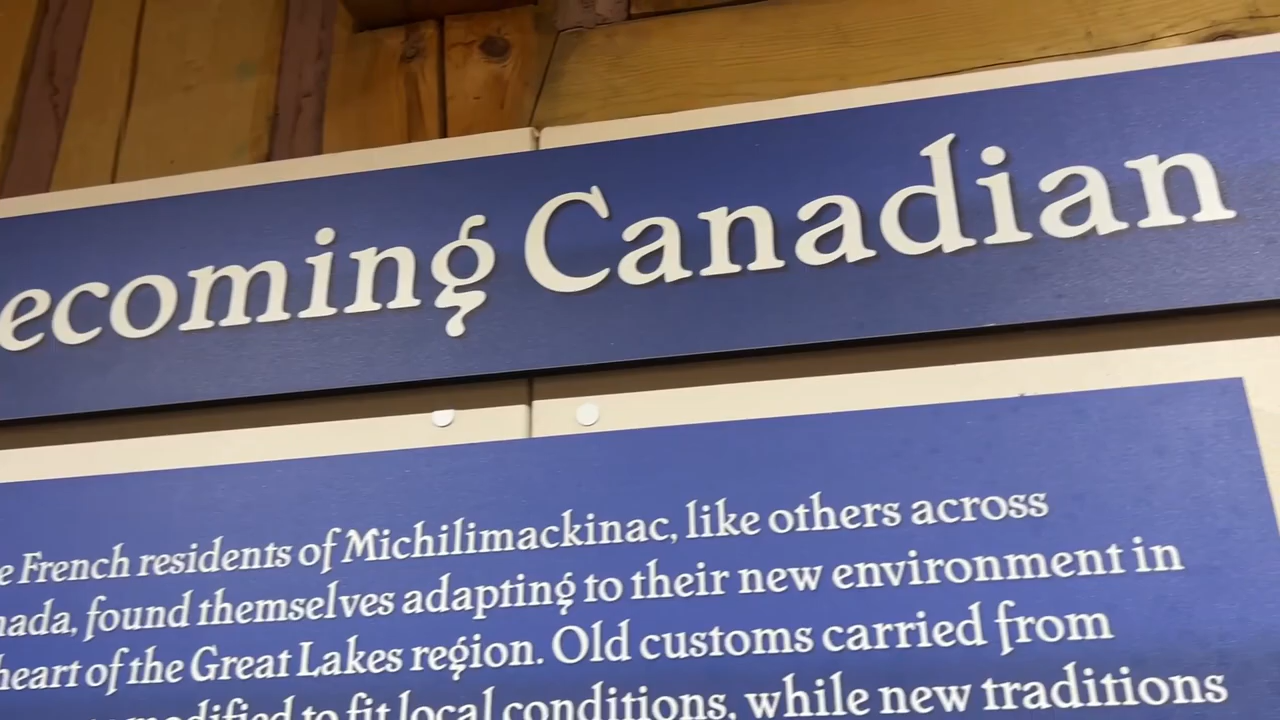 ecoming Canadian
e French residents of Michilimackinac, like others across
nada, found themselves adapting to their new environment in
heart of the Great Lakes region. Old customs carried from
modified to fit local conditions, while new traditions